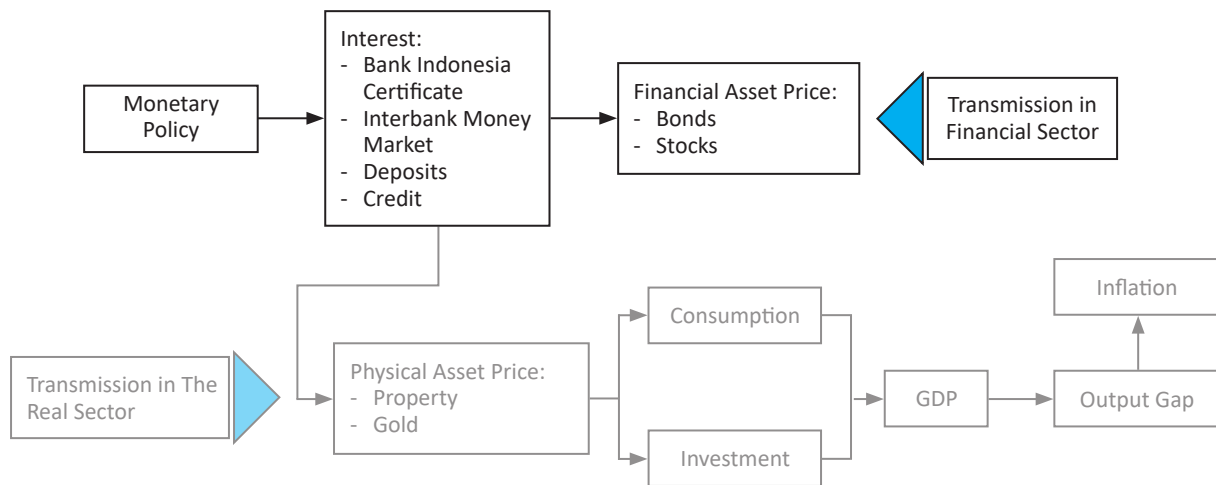 Monetary
Policy
Interest:
- Bank Indonesia
Certificate
- Interbank Money
Market
- Deposits
- Credit
Financial Asset Price:
- Bonds
- Stocks
Transmission in
Financial Sector
Transmission in The
Real Sector
Physical Asset Price:
- Property
- Gold
Consumption
Investment
GDP
Output Gap
Inflation